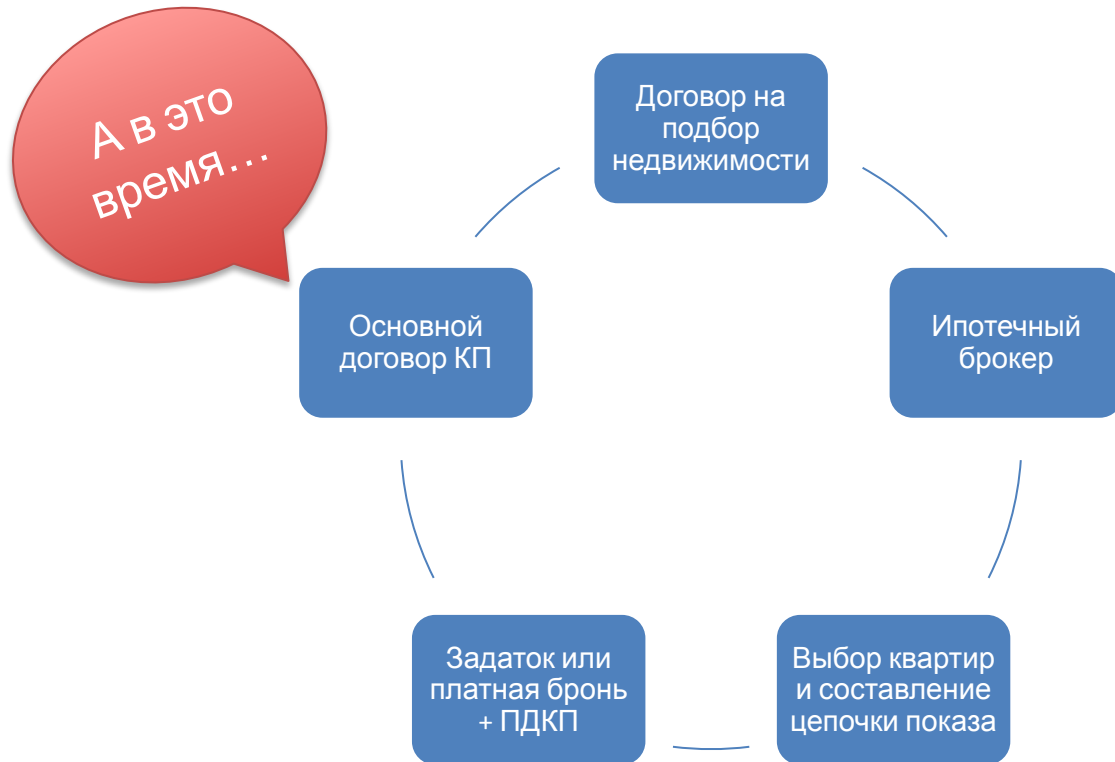 А в это
время...
Договор на
подбор
недвижимости
Ипотечный
брокер
Выбор квартир
и составление
цепочки показа
Задаток или
платная бронь
+ ПДКП
Основной
договор КП